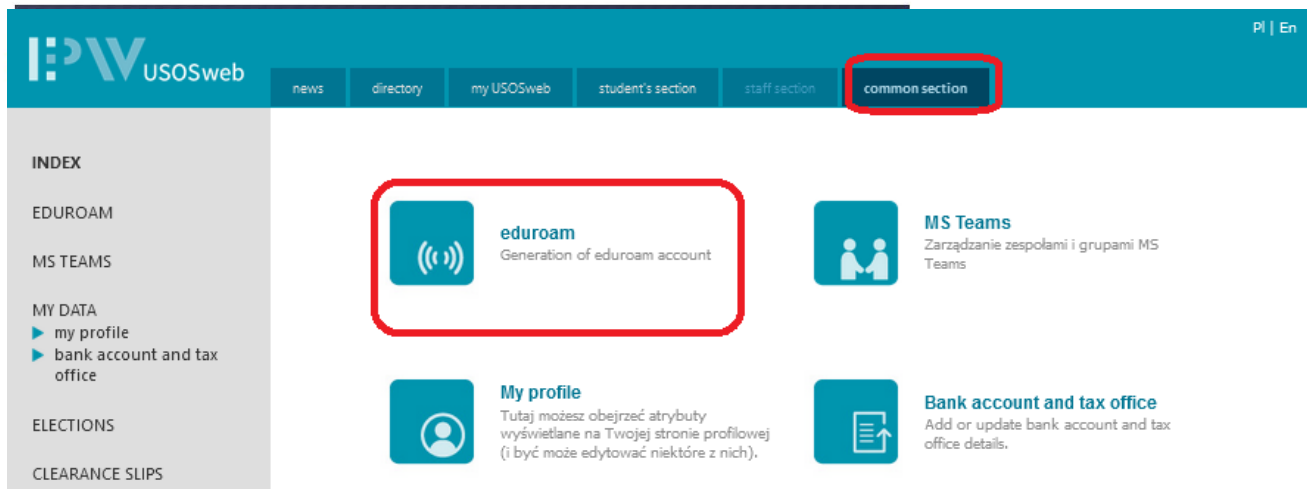 Pl | En
PW USOSweb
news directory my USOSweb student's section staff section common section
INDEX
EDUROAM
MS TEAMS
MY DATA
my profile
bank account and tax
office
ELECTIONS
CLEARANCE SLIPS
eduroam
Generation of eduroam account
MS Teams
Zarządzanie zespołami i grupami MS
Teams
My profile
Tutaj możesz obejrzeć atrybuty
wyświetlane na Twojej stronie profilowej
(i być może edytować niektóre z nich).
Bank account and tax office
Add or update bank account and tax
office details.